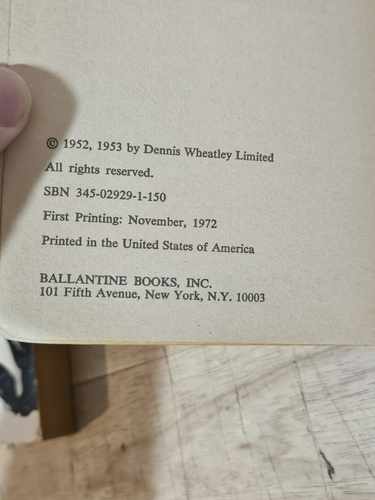 © 1952, 1953 by Dennis Wheatley Limited
All rights reserved.
SBN 345-02929-1-150
First Printing: November, 1972
Printed in the United States of America
BALLANTINE BOOKS, INC.
101 Fifth Avenue, New York, N.Y. 10003